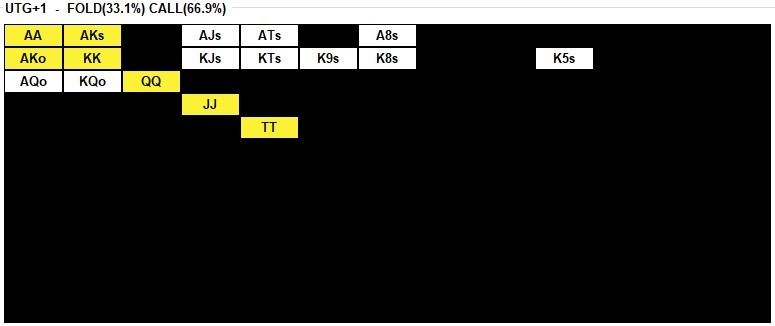 UTG+1 - FOLD(33.1%) CALL(66.9%)
AA AKs AJs ATs A8s
AKo KK KJs KTs K9s K8s K5s
AQo KQo QQ
JJ
TT